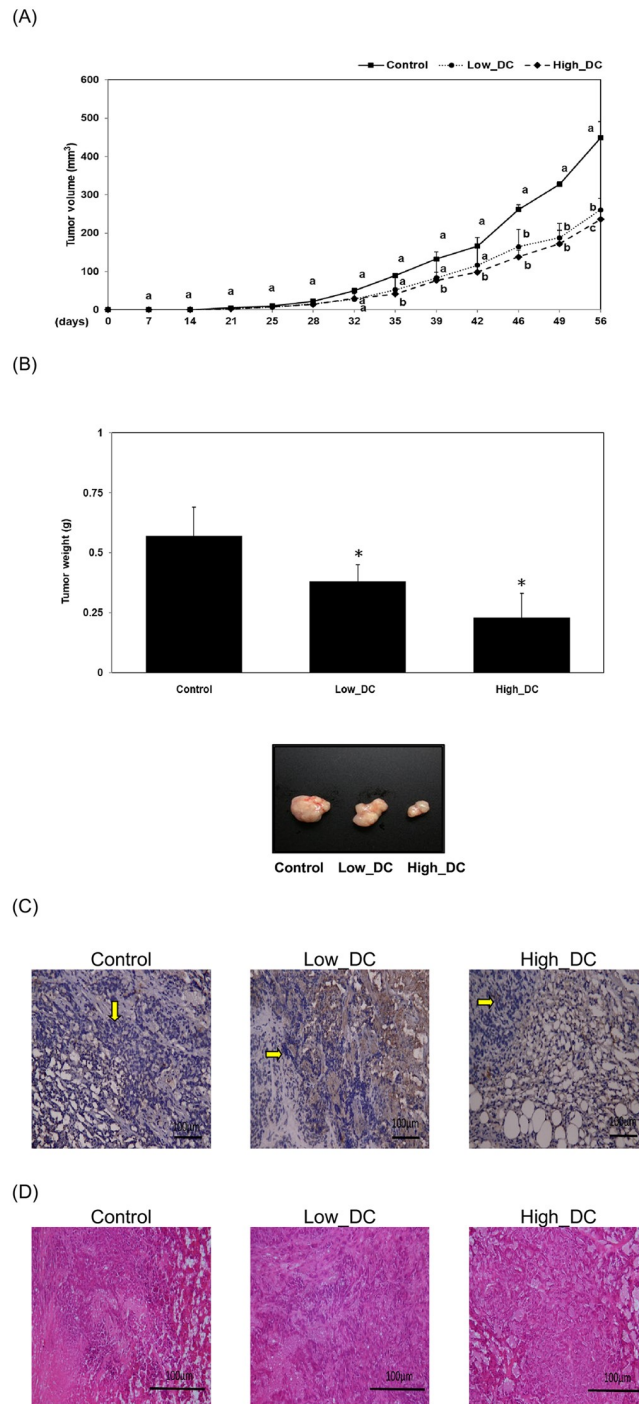 (A)
Control Low_DC High_DC
Tumor volume (mm³)
600
500
400
300
200
100
0
a a a a a a a a a a a a
a a a b b b
a b b b b c
0 7 14 21 25 28 32 35 39 42 46 49 56
(days)
(B)
Tumor weight (g)
1
0.75
0.5
0.25
0
* *
Control Low_DC High_DC
Control Low_DC High_DC
(C)
Control Low_DC High_DC
100μm 100μm 100μm
(D)
Control Low_DC High_DC
100μm 100μm 100μm